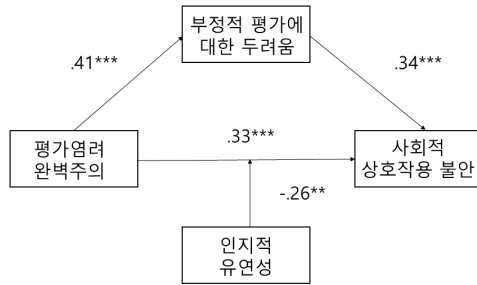 부정적 평가에
대한 두려움
.41***
.34***
.33***
평가염려
완벽주의
사회적
상호작용 불안
-.26**
인지적
유연성